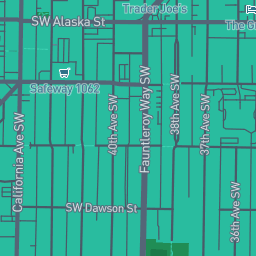 Trader Joe's
SW Alaska St
The G
Safeway 1062
California Ave SW
40th Ave SW
Fauntleroy Way SW
38th Ave SW
37th Ave SW
36th Ave SW
SW Dawson St